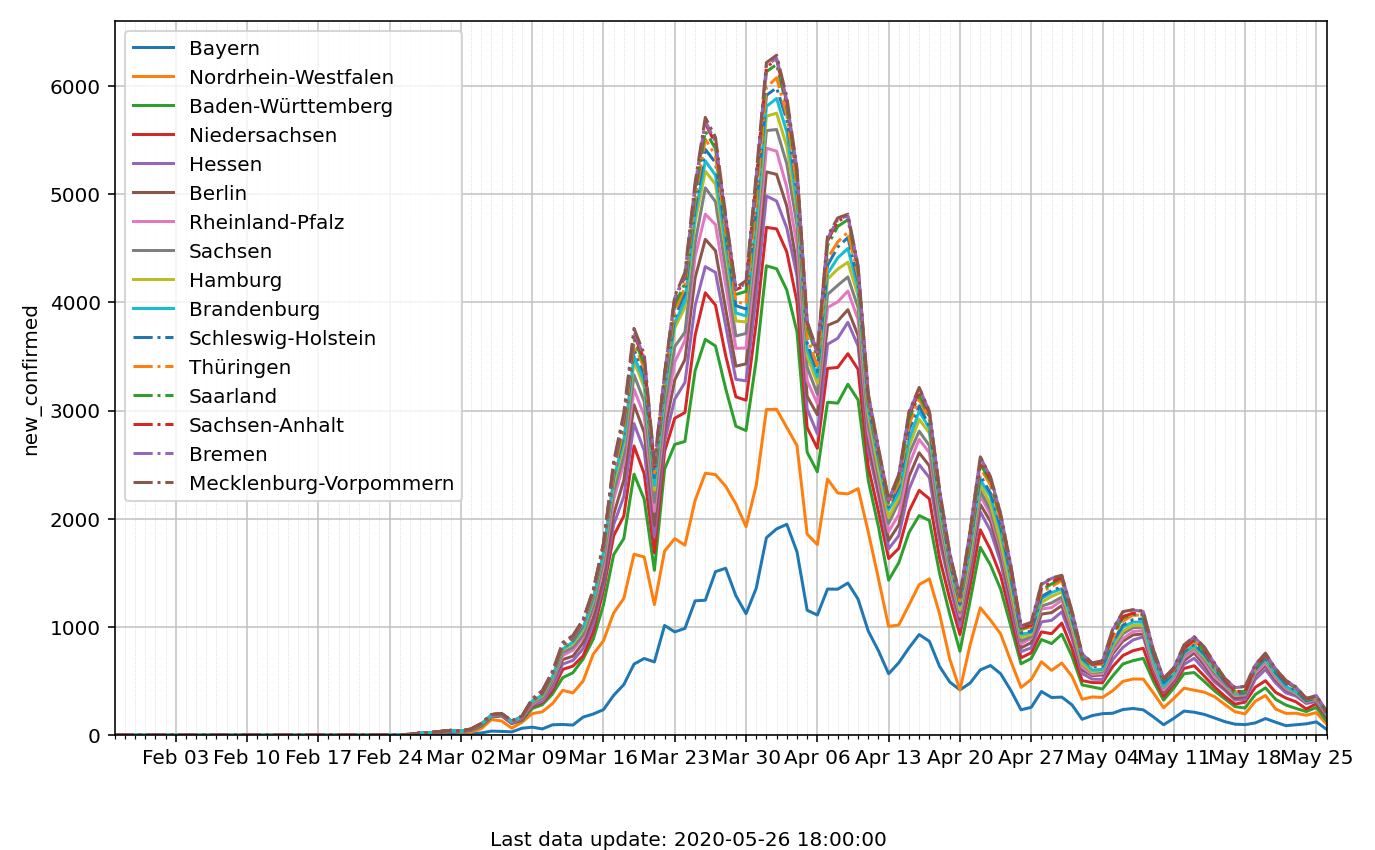 Bayern
Nordrhein-Westfalen
Baden-Württemberg
Niedersachsen
Hessen
Berlin
Rheinland-Pfalz
Sachsen
Hamburg
Brandenburg
Schleswig-Holstein
Thüringen
Saarland
Sachsen-Anhalt
Bremen
Mecklenburg-Vorpommern
new_confirmed
6000
5000
4000
3000
2000
1000
0
Feb 03 Feb 10 Feb 17 Feb 24 Mar 02 Mar 09 Mar 16 Mar 23 Mar 30 Apr 06 Apr 13 Apr 20 Apr 27 May 04 May 11 May 18 May 25
Last data update: 2020-05-26 18:00:00